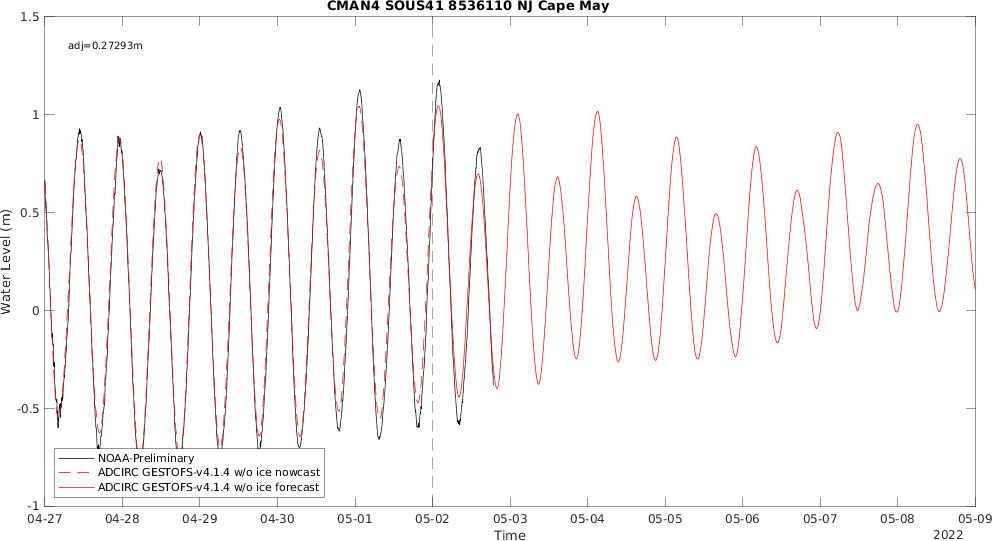 CMAN4 SOUS41 8536110 NJ Cape May
adj=0.27293m
1.5
1
0.5
0
-0.5
-1
Water Level (m)
NOAA-Preliminary
ADCIRC GESTOFS-v4.1.4 w/o ice nowcast
ADCIRC GESTOFS-v4.1.4 w/o ice forecast
04-27 04-28 04-29 04-30 05-01 05-02 05-03 05-04 05-05 05-06 05-07 05-08 05-09
Time
2022